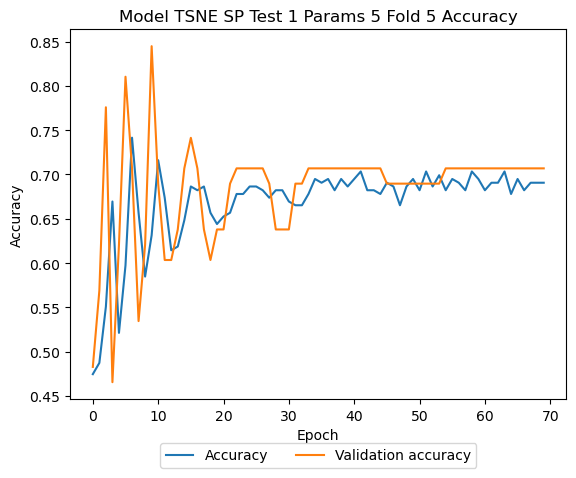 Model TSNE SP Test 1 Params 5 Fold 5 Accuracy
Accuracy
0.85
0.80
0.75
0.70
0.65
0.60
0.55
0.50
0.45
0 10 20 30 40 50 60 70
Epoch
Accuracy Validation accuracy